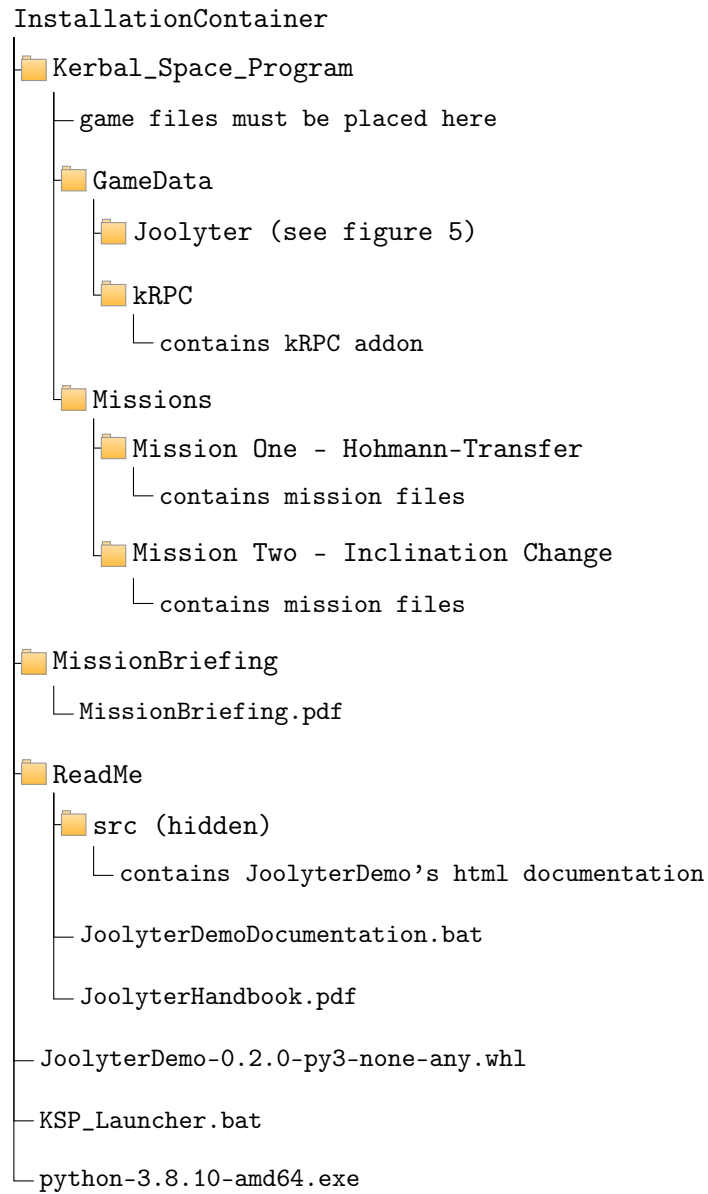 InstallationContainer
Kerbal_Space_Program
game files must be placed here
GameData
Joolyter (see figure 5)
kRPC
contains kRPC addon
Missions
Mission One - Hohmann-Transfer
contains mission files
Mission Two - Inclination Change
contains mission files
MissionBriefing
MissionBriefing.pdf
ReadMe
src (hidden)
contains JoolyterDemo's html documentation
JoolyterDemoDocumentation.bat
JoolyterHandbook.pdf
JoolyterDemo-0.2.0-py3-none-any.whl
KSP_Launcher.bat
python-3.8.10-amd64.exe